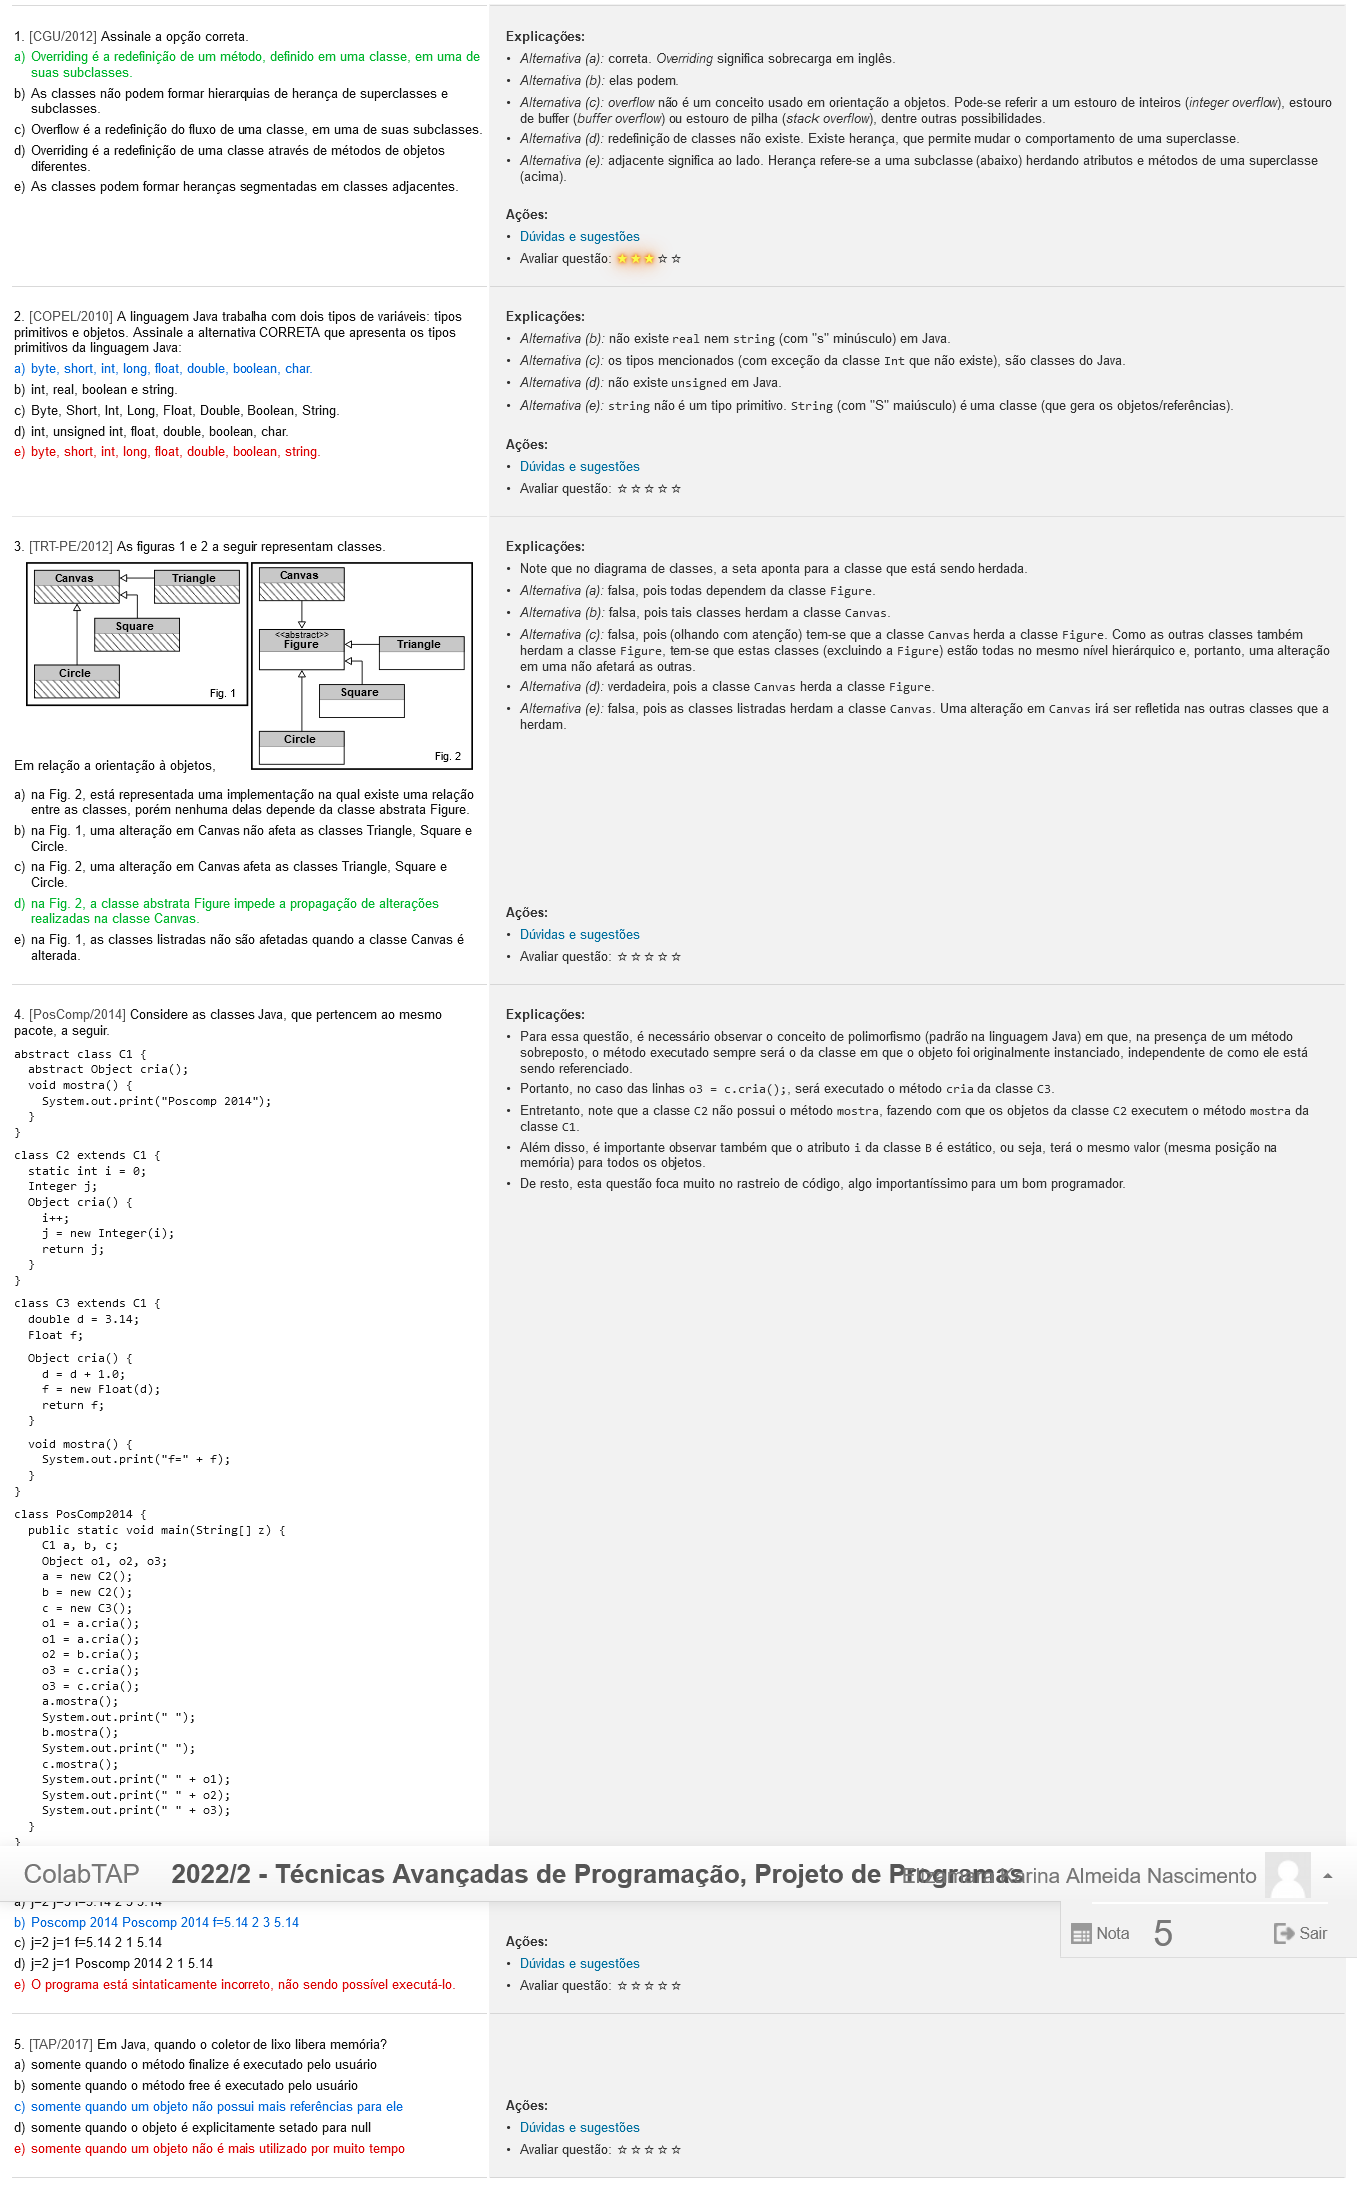 1. [CGU/2012] Assinale a opção correta.
a) Overriding é a redefinição de um método, definido em uma classe, em uma de
suas subclasses.
b) As classes não podem formar hierarquias de herança de superclasses e
subclasses.
c) Overflow é a redefinição do fluxo de uma classe, em uma de suas subclasses.
d) Overriding é a redefinição de uma classe através de métodos de objetos
diferentes.
e) As classes podem formar heranças segmentadas em classes adjacentes.
Explicações:
• Alternativa (a): correta. Overriding significa sobrecarga em inglês.
• Alternativa (b): elas podem.
• Alternativa (c): overflow não é um conceito usado em orientação a objetos. Pode-se referir a um estouro de inteiros (integer overflow), estouro
de buffer (buffer overflow) ou estouro de pilha (stack overflow), dentre outras possibilidades.
• Alternativa (d): redefinição de classes não existe. Existe herança, que permite mudar o comportamento de uma superclasse.
• Alternativa (e): adjacente significa ao lado. Herança refere-se a uma subclasse (abaixo) herdando atributos e métodos de uma superclasse
(acima).
Ações:
• Dúvidas e sugestões
• Avaliar questão: ★★★☆☆
2. [COPEL/2010] A linguagem Java trabalha com dois tipos de variáveis: tipos
primitivos e objetos. Assinale a alternativa CORRETA que apresenta os tipos
primitivos da linguagem Java:
a) byte, short, int, long, float, double, boolean, char.
b) int, real, boolean e string.
c) Byte, Short, Int, Long, Float, Double, Boolean, String.
d) int, unsigned int, float, double, boolean, char.
e) byte, short, int, long, float, double, boolean, string.
Explicações:
• Alternativa (b): não existe real nem string (com "s" minúsculo) em Java.
• Alternativa (c): os tipos mencionados (com exceção da classe Int que não existe), são classes do Java.
• Alternativa (d): não existe unsigned em Java.
• Alternativa (e): string não é um tipo primitivo. String (com "S" maiúsculo) é uma classe (que gera os objetos/referências).
Ações:
• Dúvidas e sugestões
• Avaliar questão: ☆☆☆☆☆
3. [TRT-PE/2012] As figuras 1 e 2 a seguir representam classes.
Canvas
Triangle
Square
Circle
Fig. 1
Canvas
<<abstract>>
Figure
Triangle
Square
Circle
Fig. 2
Em relação a orientação à objetos,
a) na Fig. 2, está representada uma implementação na qual existe uma relação
entre as classes, porém nenhuma delas depende da classe abstrata Figure.
b) na Fig. 1, uma alteração em Canvas não afeta as classes Triangle, Square e
Circle.
c) na Fig. 2, uma alteração em Canvas afeta as classes Triangle, Square e
Circle.
d) na Fig. 2, a classe abstrata Figure impede a propagação de alterações
realizadas na classe Canvas.
e) na Fig. 1, as classes listradas não são afetadas quando a classe Canvas é
alterada.
Explicações:
• Note que no diagrama de classes, a seta aponta para a classe que está sendo herdada.
• Alternativa (a): falsa, pois todas dependem da classe Figure.
• Alternativa (b): falsa, pois tais classes herdam a classe Canvas.
• Alternativa (c): falsa, pois (olhando com atenção) tem-se que a classe Canvas herda a classe Figure. Como as outras classes também
herdam a classe Figure, tem-se que estas classes (excluindo a Figure) estão todas no mesmo nível hierárquico e, portanto, uma alteração
em uma não afetará as outras.
• Alternativa (d): verdadeira, pois a classe Canvas herda a classe Figure.
• Alternativa (e): falsa, pois as classes listradas herdam a classe Canvas. Uma alteração em Canvas irá ser refletida nas outras classes que a
herdam.
Ações:
• Dúvidas e sugestões
• Avaliar questão: ☆☆☆☆☆
4. [PosComp/2014] Considere as classes Java, que pertencem ao mesmo
pacote, a seguir.
abstract class C1 {
abstract Object cria();
void mostra() {
System.out.print("Poscomp 2014");
}
}
class C2 extends C1 {
static int i = 0;
Integer j;
Object cria() {
i++;
j = new Integer(i);
return j;
}
}
class C3 extends C1 {
double d = 3.14;
Float f;
Object cria() {
d = d + 1.0;
f = new Float(d);
return f;
}
void mostra() {
System.out.print("f=" + f);
}
}
class PosComp2014 {
public static void main(String[] z) {
C1 a, b, c;
Object o1, o2, o3;
a = new C2();
b = new C2();
c = new C3();
o1 = a.cria();
o1 = a.cria();
o2 = b.cria();
o3 = c.cria();
o3 = c.cria();
a.mostra();
System.out.print(" ");
b.mostra();
System.out.print(" ");
c.mostra();
System.out.print(" " + o1);
System.out.print(" " + o2);
System.out.print(" " + o3);
}
}
Explicações:
• Para essa questão, é necessário observar o conceito de polimorfismo (padrão na linguagem Java) em que, na presença de um método
sobreposto, o método executado sempre será o da classe em que o objeto foi originalmente instanciado, independente de como ele está
sendo referenciado.
• Portanto, no caso das linhas o3 = c.cria();, será executado o método cria da classe C3.
• Entretanto, note que a classe C2 não possui o método mostra, fazendo com que os objetos da classe C2 executem o método mostra da
classe C1.
• Além disso, é importante observar também que o atributo i da classe B é estático, ou seja, terá o mesmo valor (mesma posição na
memória) para todos os objetos.
• De resto, esta questão foca muito no rastreio de código, algo importantíssimo para um bom programador.
ColabTAP
2022/2 - Técnicas Avançadas de Programação, Projeto de Programas
Elizamara Karina Almeida Nascimento
Nota 5
Sair
a) j=2 j=3 f=5.14 2 3 5.14
b) Poscomp 2014 Poscomp 2014 f=5.14 2 3 5.14
c) j=2 j=1 f=5.14 2 1 5.14
d) j=2 j=1 Poscomp 2014 2 1 5.14
e) O programa está sintaticamente incorreto, não sendo possível executá-lo.
Ações:
• Dúvidas e sugestões
• Avaliar questão: ☆☆☆☆☆
5. [TAP/2017] Em Java, quando o coletor de lixo libera memória?
a) somente quando o método finalize é executado pelo usuário
b) somente quando o método free é executado pelo usuário
c) somente quando um objeto não possui mais referências para ele
d) somente quando o objeto é explicitamente setado para null
e) somente quando um objeto não é mais utilizado por muito tempo
Ações:
• Dúvidas e sugestões
• Avaliar questão: ☆☆☆☆☆